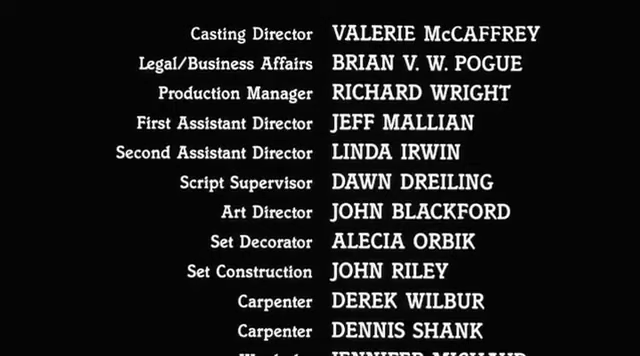 Casting Director VALERIE McCAFFREY
Legal/Business Affairs BRIAN V. W. POGUE
Production Manager RICHARD WRIGHT
First Assistant Director JEFF MALLIAN
Second Assistant Director LINDA IRWIN
Script Supervisor DAWN DREILING
Art Director JOHN BLACKFORD
Set Decorator ALECIA ORBIK
Set Construction JOHN RILEY
Carpenter DEREK WILBUR
Carpenter DENNIS SHANK
JENNIFER